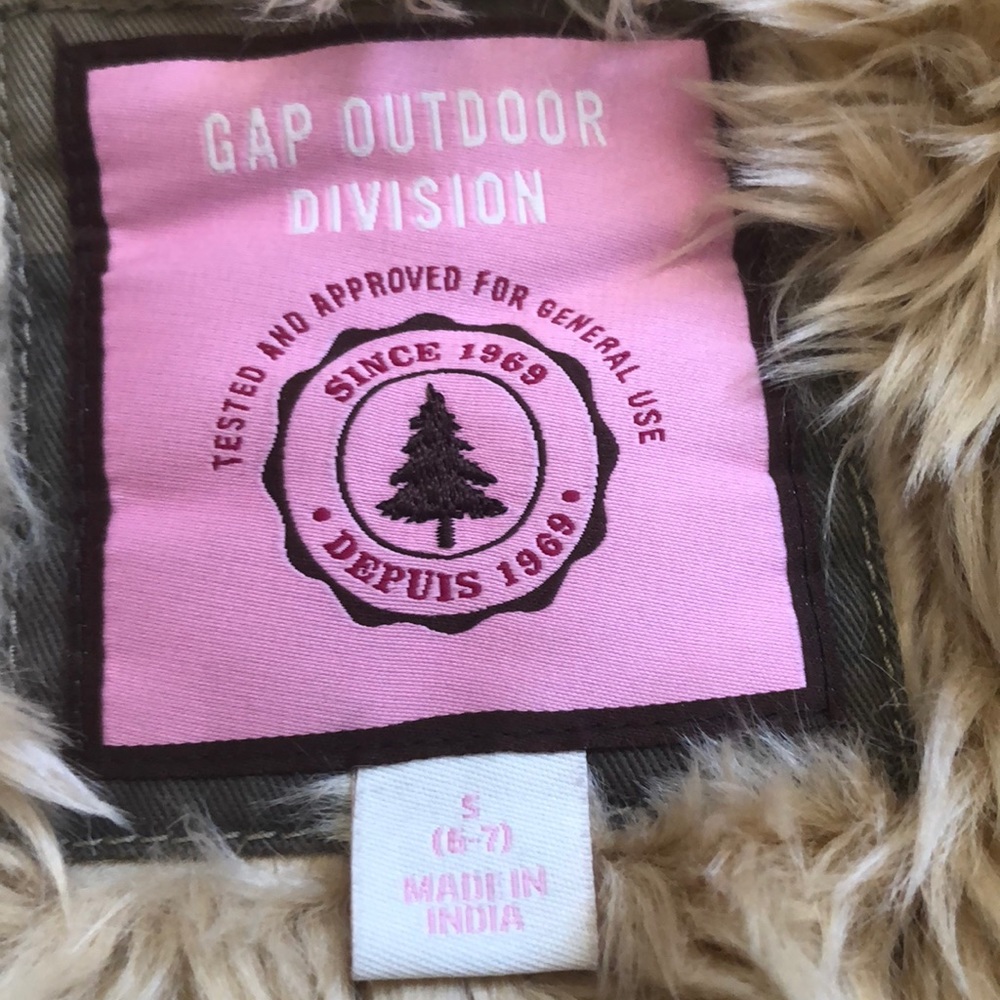 GAP OUTDOOR
DIVISION
TESTED AND APPROVED FOR GENERAL USE
SINCE 1969
• DEPUIS 1969 •
S
(6-7)
MADE IN
INDIA